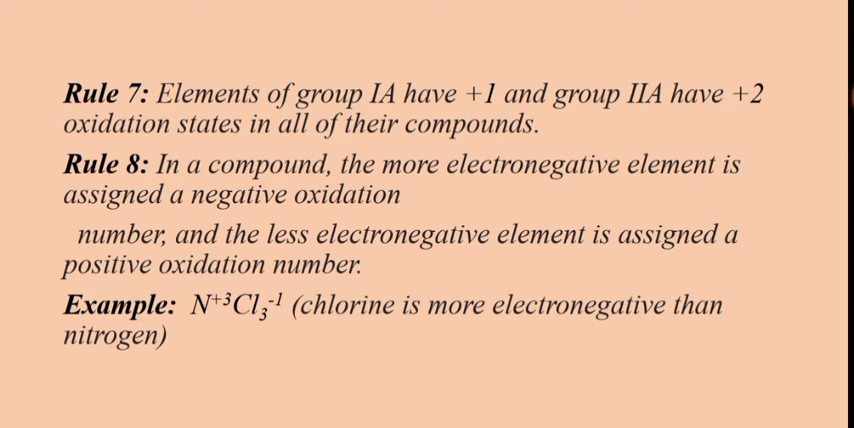 Rule 7: Elements of group IA have +1 and group IIA have +2
oxidation states in all of their compounds.
Rule 8: In a compound, the more electronegative element is
assigned a negative oxidation
number, and the less electronegative element is assigned a
positive oxidation number.
Example: N⁺³Cl₃⁻¹ (chlorine is more electronegative than
nitrogen)